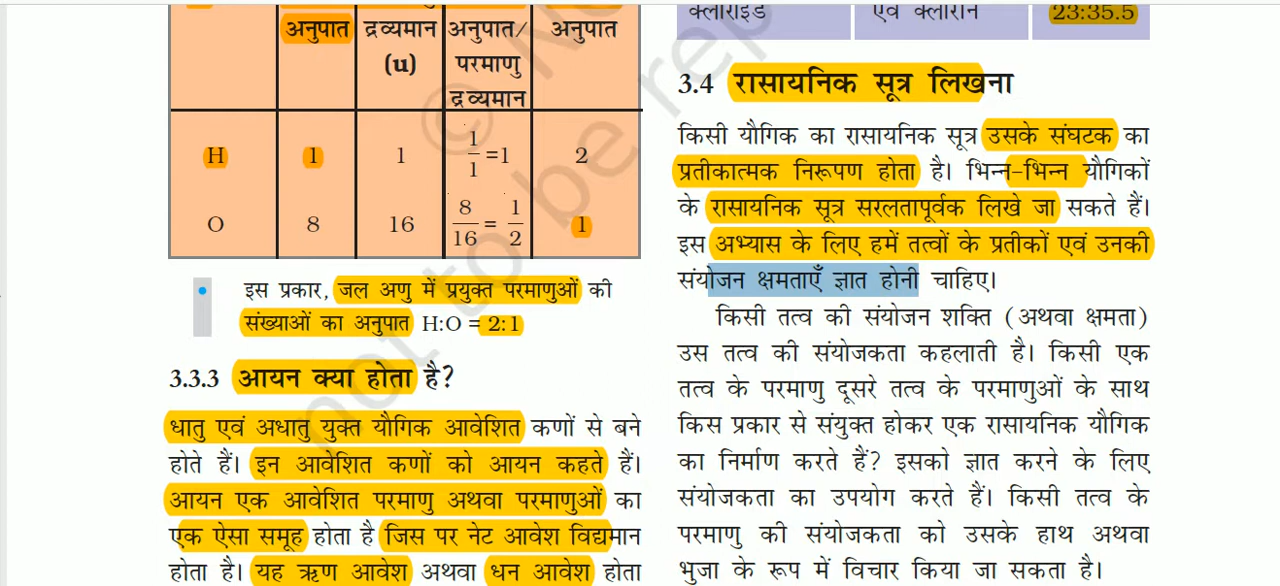 अनुपात द्रव्यमान अनुपात/ अनुपात
(u) परमाणु
द्रव्यमान
H 1 1 1/1 =1 2
O 8 16 8/16 = 1/2 1
• इस प्रकार, जल अणु में प्रयुक्त परमाणुओं की
संख्याओं का अनुपात H:O = 2:1
3.3.3 आयन क्या होता है?
धातु एवं अधातु युक्त यौगिक आवेशित कणों से बने
होते हैं। इन आवेशित कणों को आयन कहते हैं।
आयन एक आवेशित परमाणु अथवा परमाणुओं का
एक ऐसा समूह होता है जिस पर नेट आवेश विद्यमान
होता है। यह ऋण आवेश अथवा धन आवेश होता
क्लोराइड एवं क्लोरीन 23:35.5
3.4 रासायनिक सूत्र लिखना
किसी यौगिक का रासायनिक सूत्र उसके संघटक का
प्रतीकात्मक निरूपण होता है। भिन्न-भिन्न यौगिकों
के रासायनिक सूत्र सरलतापूर्वक लिखे जा सकते हैं।
इस अभ्यास के लिए हमें तत्वों के प्रतीकों एवं उनकी
संयोजन क्षमताएँ ज्ञात होनी चाहिए।
किसी तत्व की संयोजन शक्ति (अथवा क्षमता)
उस तत्व की संयोजकता कहलाती है। किसी एक
तत्व के परमाणु दूसरे तत्व के परमाणुओं के साथ
किस प्रकार से संयुक्त होकर एक रासायनिक यौगिक
का निर्माण करते हैं? इसको ज्ञात करने के लिए
संयोजकता का उपयोग करते हैं। किसी तत्व के
परमाणु की संयोजकता को उसके हाथ अथवा
भुजा के रूप में विचार किया जा सकता है।
© N
not to be rep